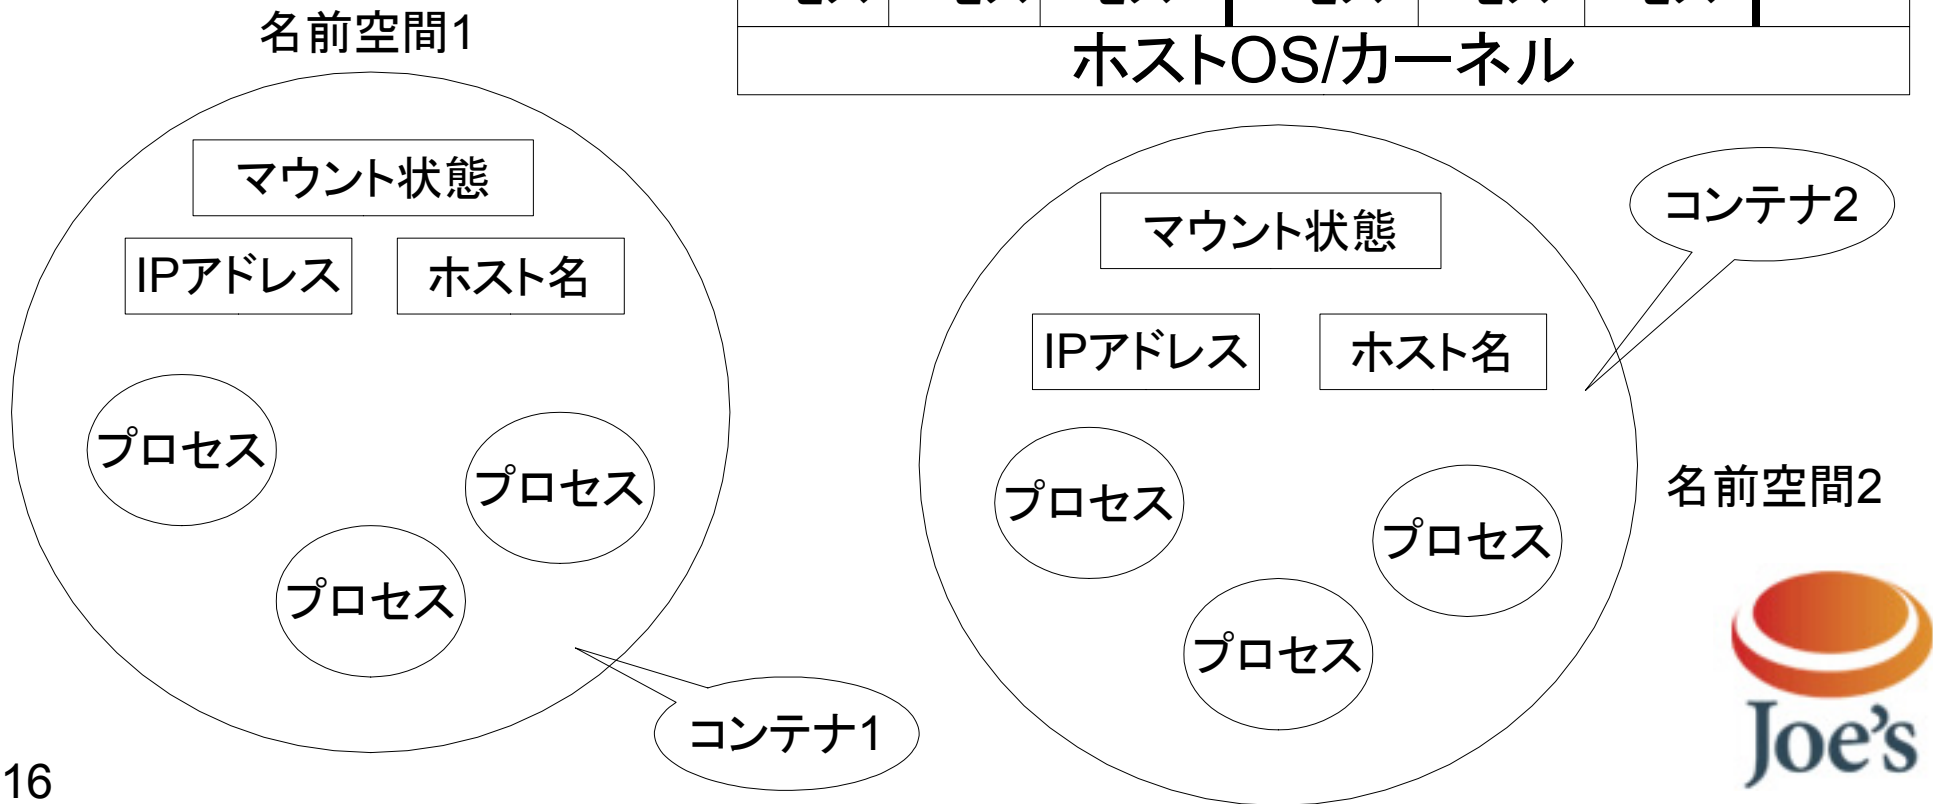 名前空間1
ホストOS/カーネル
マウント状態
IPアドレス
ホスト名
プロセス
プロセス
プロセス
コンテナ1
コンテナ2
マウント状態
IPアドレス
ホスト名
プロセス
プロセス
プロセス
名前空間2
Joe's
16